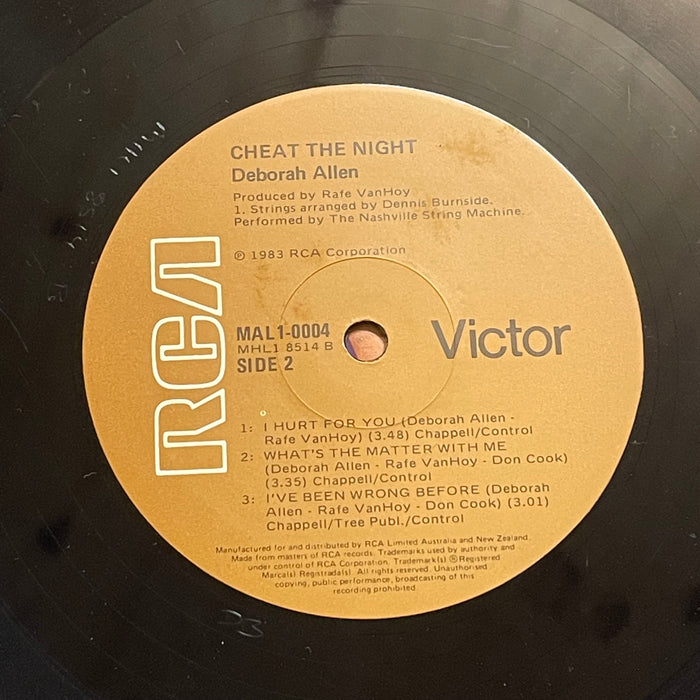 CHEAT THE NIGHT
Deborah Allen
Produced by Rafe VanHoy
1. Strings arranged by Dennis Burnside.
Performed by The Nashville String Machine.
℗ 1983 RCA Corporation
RCA
MAL1-0004
MHL1 8514 B
SIDE 2
Victor
1: I HURT FOR YOU (Deborah Allen -
Rafe VanHoy) (3.48) Chappell/Control
2: WHAT'S THE MATTER WITH ME
(Deborah Allen - Rafe VanHoy - Don Cook)
(3.35) Chappell/Control
3: I'VE BEEN WRONG BEFORE (Deborah
Allen - Rafe VanHoy - Don Cook) (3.01)
Chappell/Tree Publ./Control
Manufactured for and distributed by RCA Limited Australia and New Zealand.
Made from masters of RCA records. Trademarks used by authority and
under control of RCA Corporation. Trademark(s) ®Registered
Marca(s) Registrada(s). All rights reserved. Unauthorised
copying, public performance, broadcasting of this
recording prohibited
D3